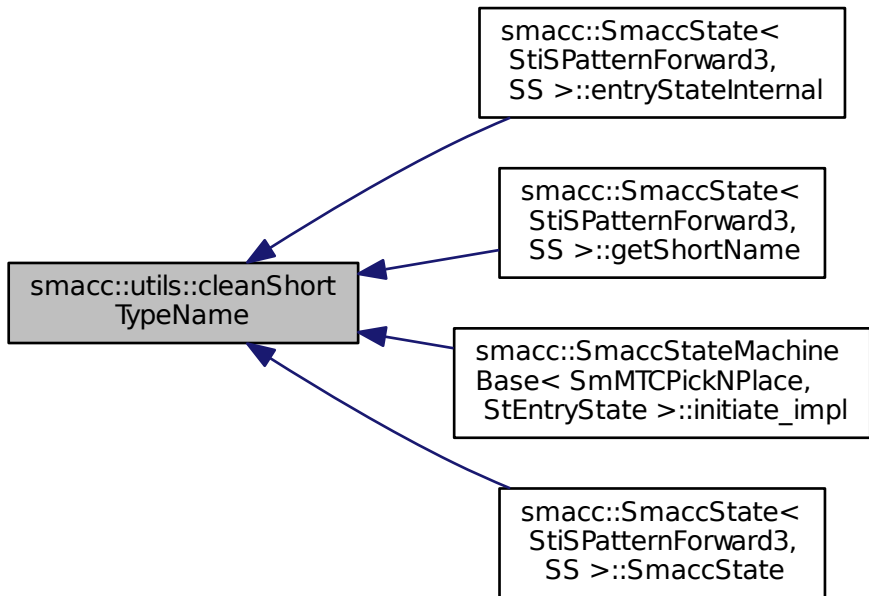 smacc::SmaccState<
StiSPatternForward3,
SS >::entryStateInternal
smacc::SmaccState<
StiSPatternForward3,
SS >::getShortName
smacc::utils::cleanShort
TypeName
smacc::SmaccStateMachine
Base< SmMTCPickNPlace,
StEntryState >::initiate_impl
smacc::SmaccState<
StiSPatternForward3,
SS >::SmaccState